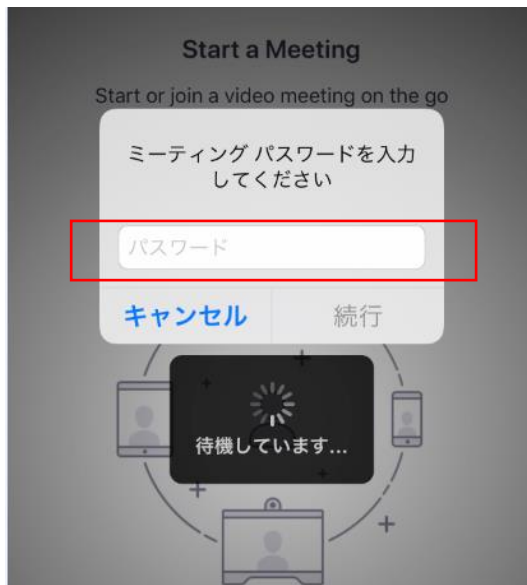 Start a Meeting
Start or join a video meeting on the go
ミーティング パスワードを入力
してください
パスワード
キャンセル
続行
待機しています...